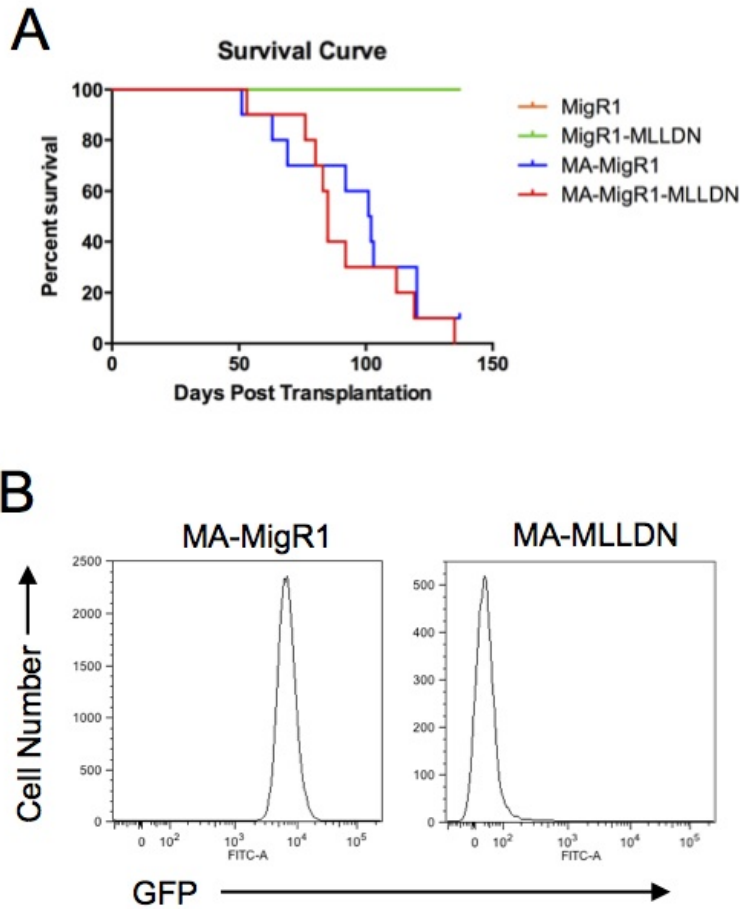 A
Survival Curve
Percent survival
100
80
60
40
20
0
0 50 100 150
Days Post Transplantation
MigR1
MigR1-MLLDN
MA-MigR1
MA-MigR1-MLLDN
B
Cell Number
MA-MigR1
2500
2000
1500
1000
500
0
0 10² 10³ 10⁴ 10⁵
FITC-A
MA-MLLDN
500
400
300
200
100
0
0 10² 10³ 10⁴ 10⁵
FITC-A
GFP